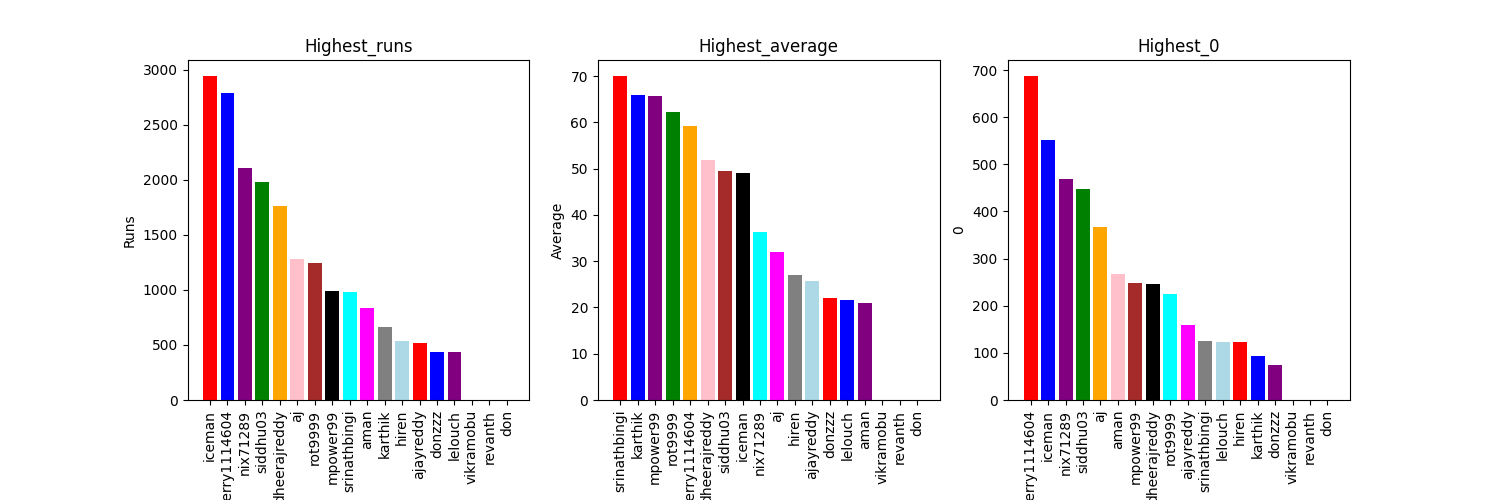 Highest_runs
Runs
3000
2500
2000
1500
1000
500
0
iceman
erry1114604
nix71289
siddhu03
dheerajreddy
aj
rot9999
mpower99
srinathbingi
aman
karthik
hiren
ajayreddy
donzzz
lelouch
vikramobu
revanth
don
Highest_average
Average
70
60
50
40
30
20
10
0
srinathbingi
karthik
mpower99
rot9999
erry1114604
dheerajreddy
siddhu03
iceman
nix71289
aj
hiren
ajayreddy
donzzz
lelouch
aman
vikramobu
revanth
don
Highest_0
0
700
600
500
400
300
200
100
0
erry1114604
iceman
nix71289
siddhu03
aj
aman
mpower99
dheerajreddy
rot9999
ajayreddy
srinathbingi
lelouch
hiren
karthik
donzzz
vikramobu
revanth
don